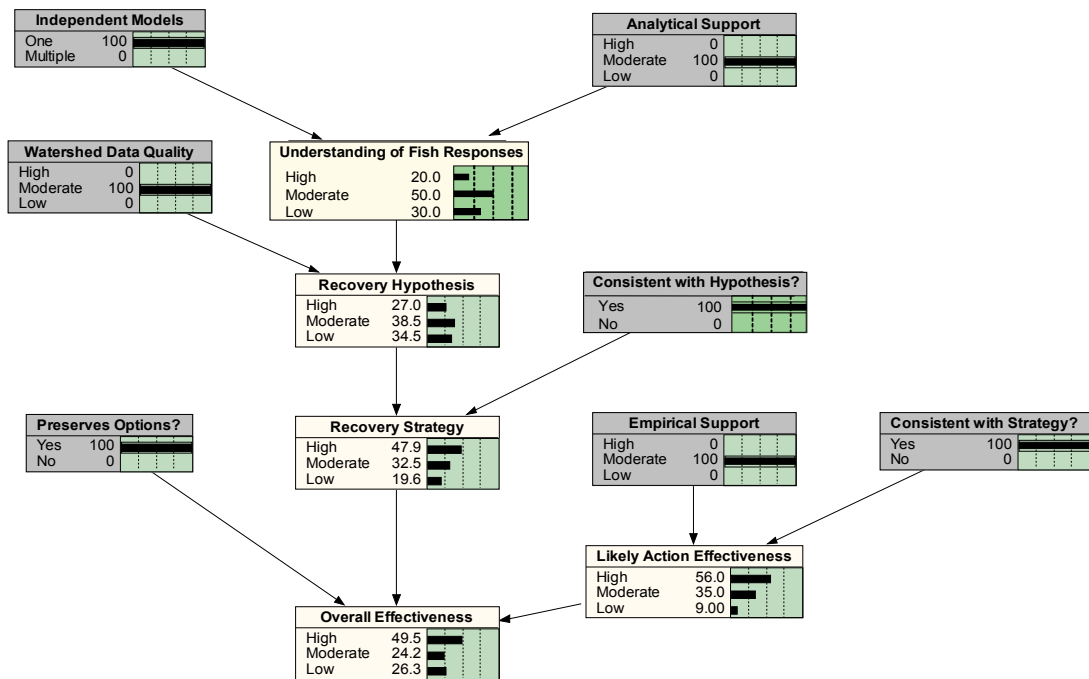 Independent Models
One 100
Multiple 0
Analytical Support
High 0
Moderate 100
Low 0
Watershed Data Quality
High 0
Moderate 100
Low 0
Understanding of Fish Responses
High 20.0
Moderate 50.0
Low 30.0
Recovery Hypothesis
High 27.0
Moderate 38.5
Low 34.5
Consistent with Hypothesis?
Yes 100
No 0
Preserves Options?
Yes 100
No 0
Recovery Strategy
High 47.9
Moderate 32.5
Low 19.6
Empirical Support
High 0
Moderate 100
Low 0
Consistent with Strategy?
Yes 100
No 0
Likely Action Effectiveness
High 56.0
Moderate 35.0
Low 9.00
Overall Effectiveness
High 49.5
Moderate 24.2
Low 26.3